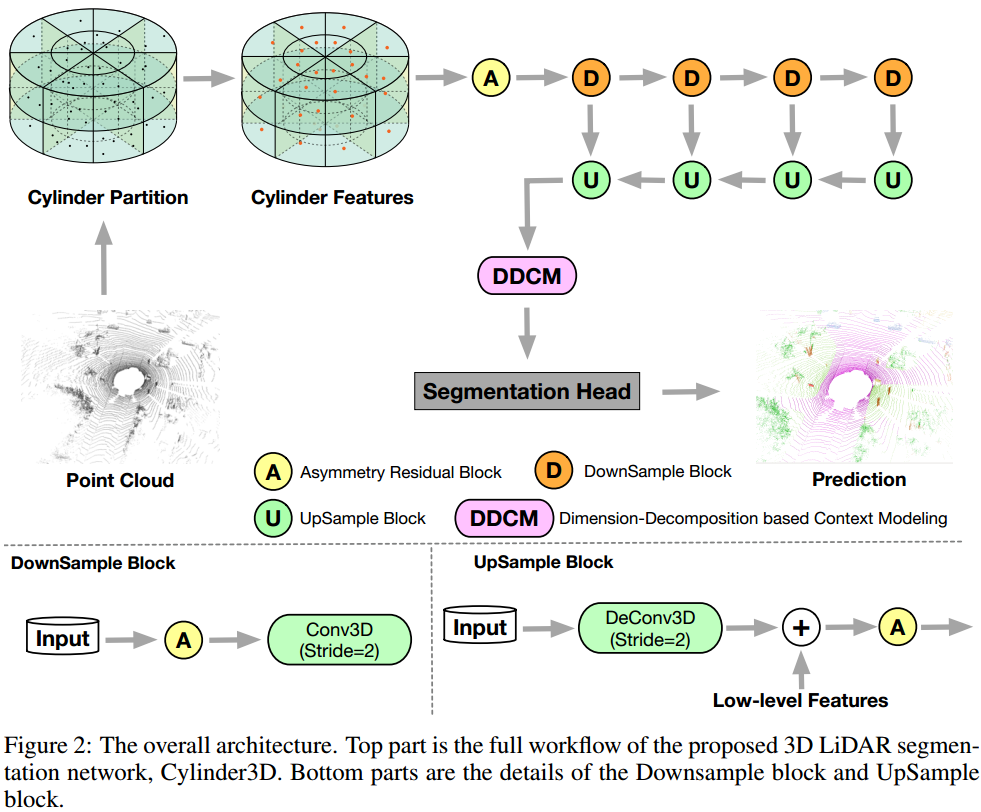 A D D D D
U U U U
Cylinder Partition
Cylinder Features
DDCM
Segmentation Head
Point Cloud
Prediction
A Asymmetry Residual Block
D DownSample Block
U UpSample Block
DDCM Dimension-Decomposition based Context Modeling
DownSample Block
Input
A
Conv3D
(Stride=2)
UpSample Block
Input
DeConv3D
(Stride=2)
+
A
Low-level Features
Figure 2: The overall architecture. Top part is the full workflow of the proposed 3D LiDAR segmen-
tation network, Cylinder3D. Bottom parts are the details of the Downsample block and UpSample
block.